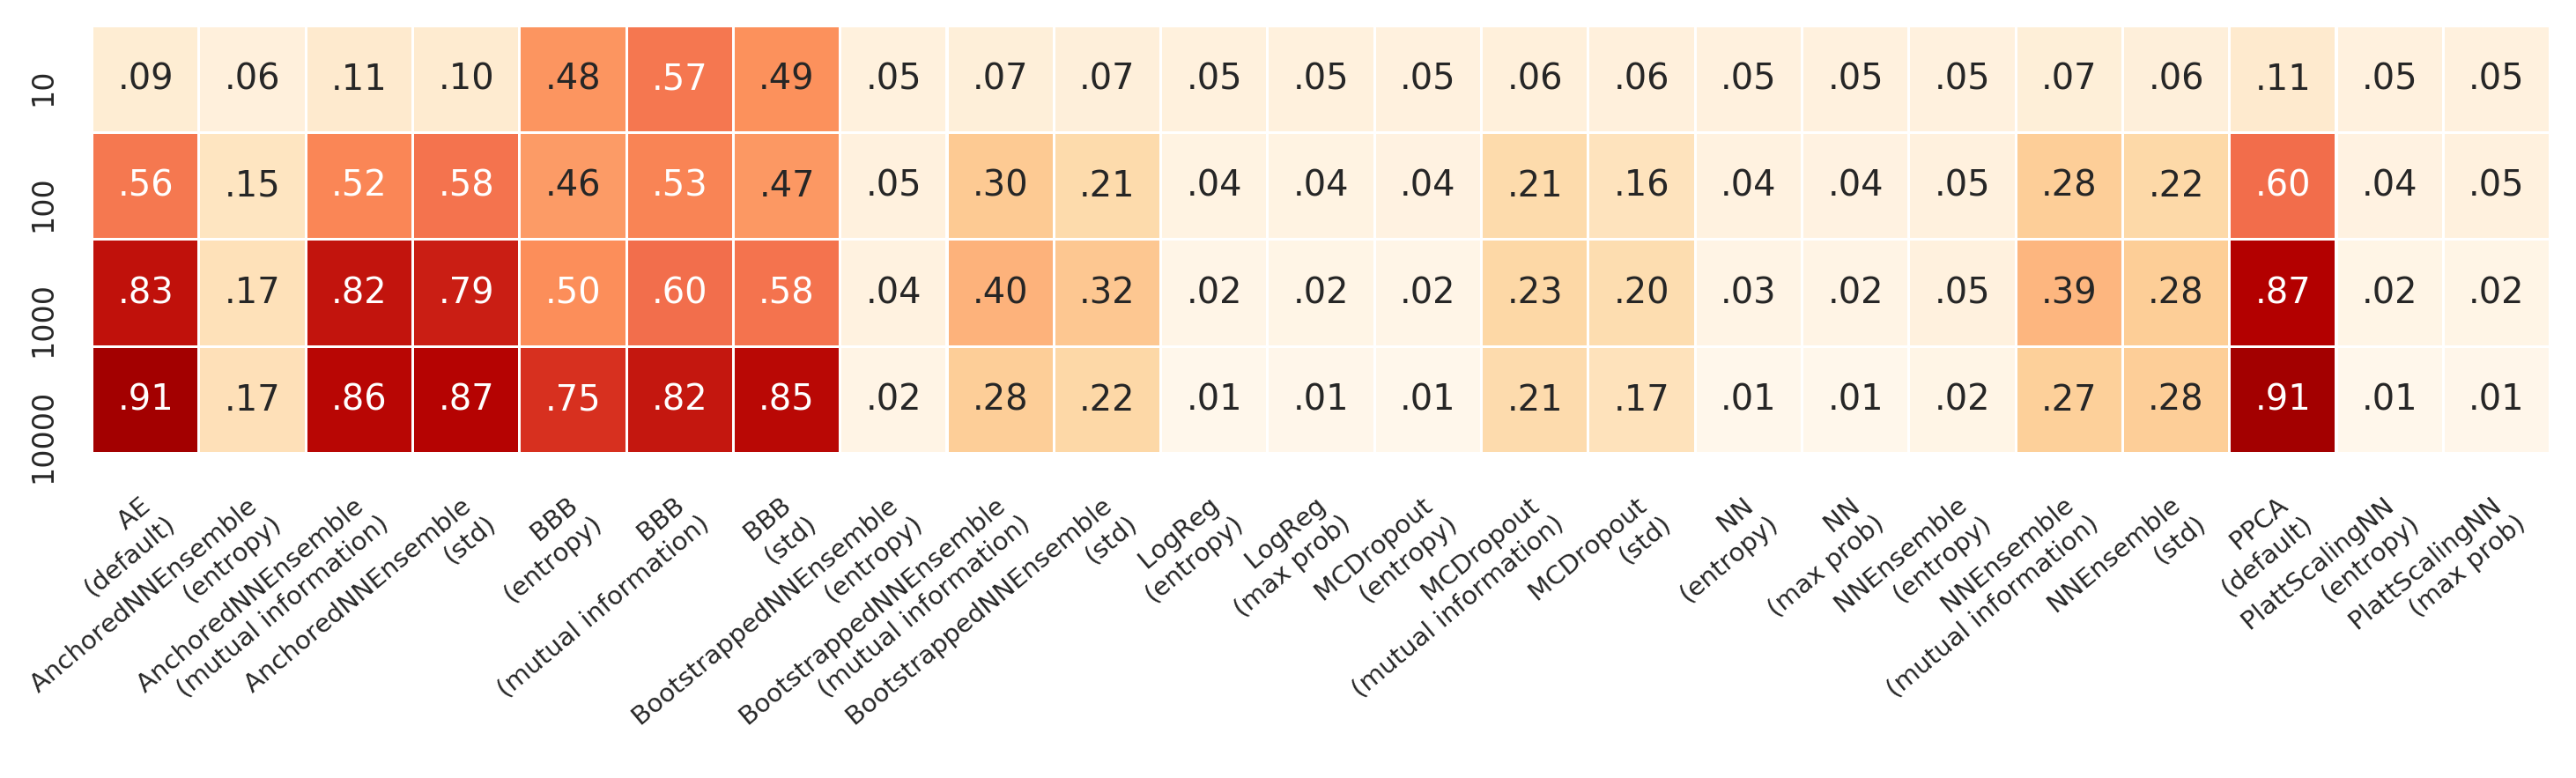 10 .09 .06 .11 .10 .48 .57 .49 .05 .07 .07 .05 .05 .05 .06 .06 .05 .05 .05 .07 .06 .11 .05 .05
100 .56 .15 .52 .58 .46 .53 .47 .05 .30 .21 .04 .04 .04 .21 .16 .04 .04 .05 .28 .22 .60 .04 .05
1000 .83 .17 .82 .79 .50 .60 .58 .04 .40 .32 .02 .02 .02 .23 .20 .03 .02 .05 .39 .28 .87 .02 .02
10000 .91 .17 .86 .87 .75 .82 .85 .02 .28 .22 .01 .01 .01 .21 .17 .01 .01 .02 .27 .28 .91 .01 .01
AE
(default)
AnchoredNNEnsemble
(entropy)
AnchoredNNEnsemble
(mutual information)
AnchoredNNEnsemble
(std)
BBB
(entropy)
BBB
(mutual information)
BBB
(std)
BootstrappedNNEnsemble
(entropy)
BootstrappedNNEnsemble
(mutual information)
BootstrappedNNEnsemble
(std)
LogReg
(entropy)
LogReg
(max prob)
MCDropout
(entropy)
MCDropout
(mutual information)
MCDropout
(std)
NN
(entropy)
NN
(max prob)
NNEnsemble
(entropy)
NNEnsemble
(mutual information)
NNEnsemble
(std)
PPCA
(default)
PlattScalingNN
(entropy)
PlattScalingNN
(max prob)